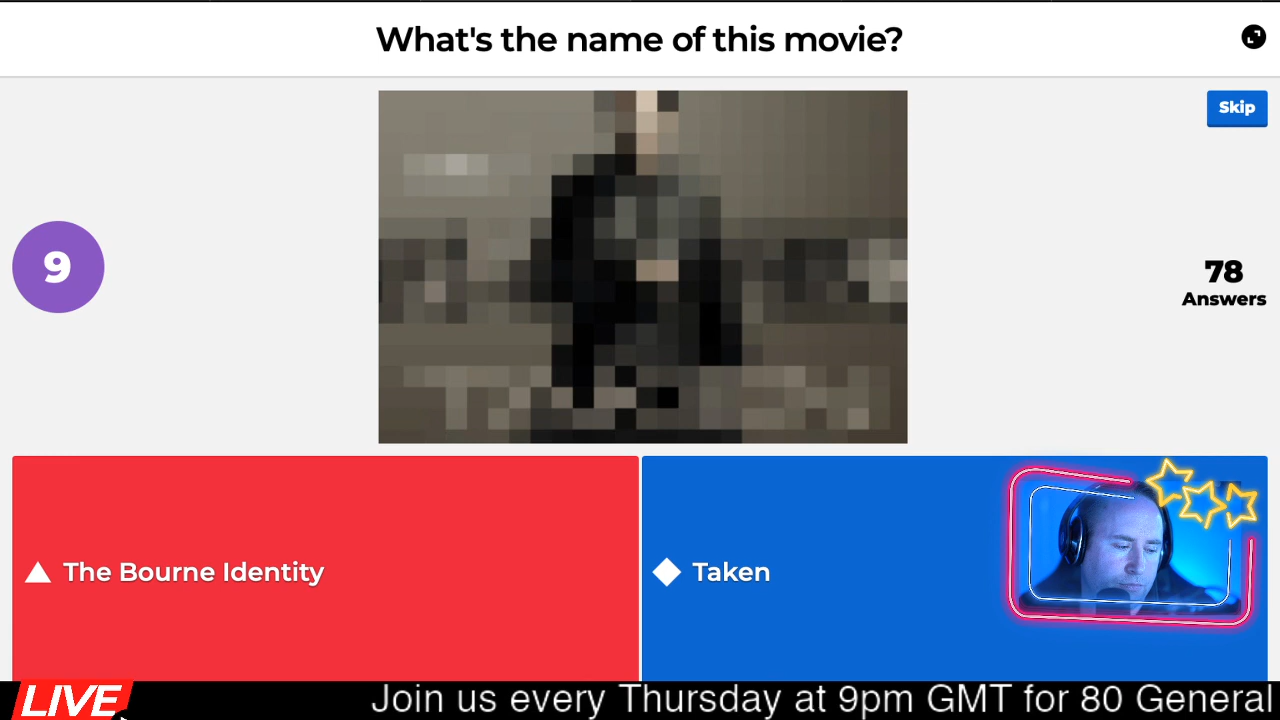 What's the name of this movie?
Skip
9
78
Answers
The Bourne Identity
Taken
LIVE
Join us every Thursday at 9pm GMT for 80 General